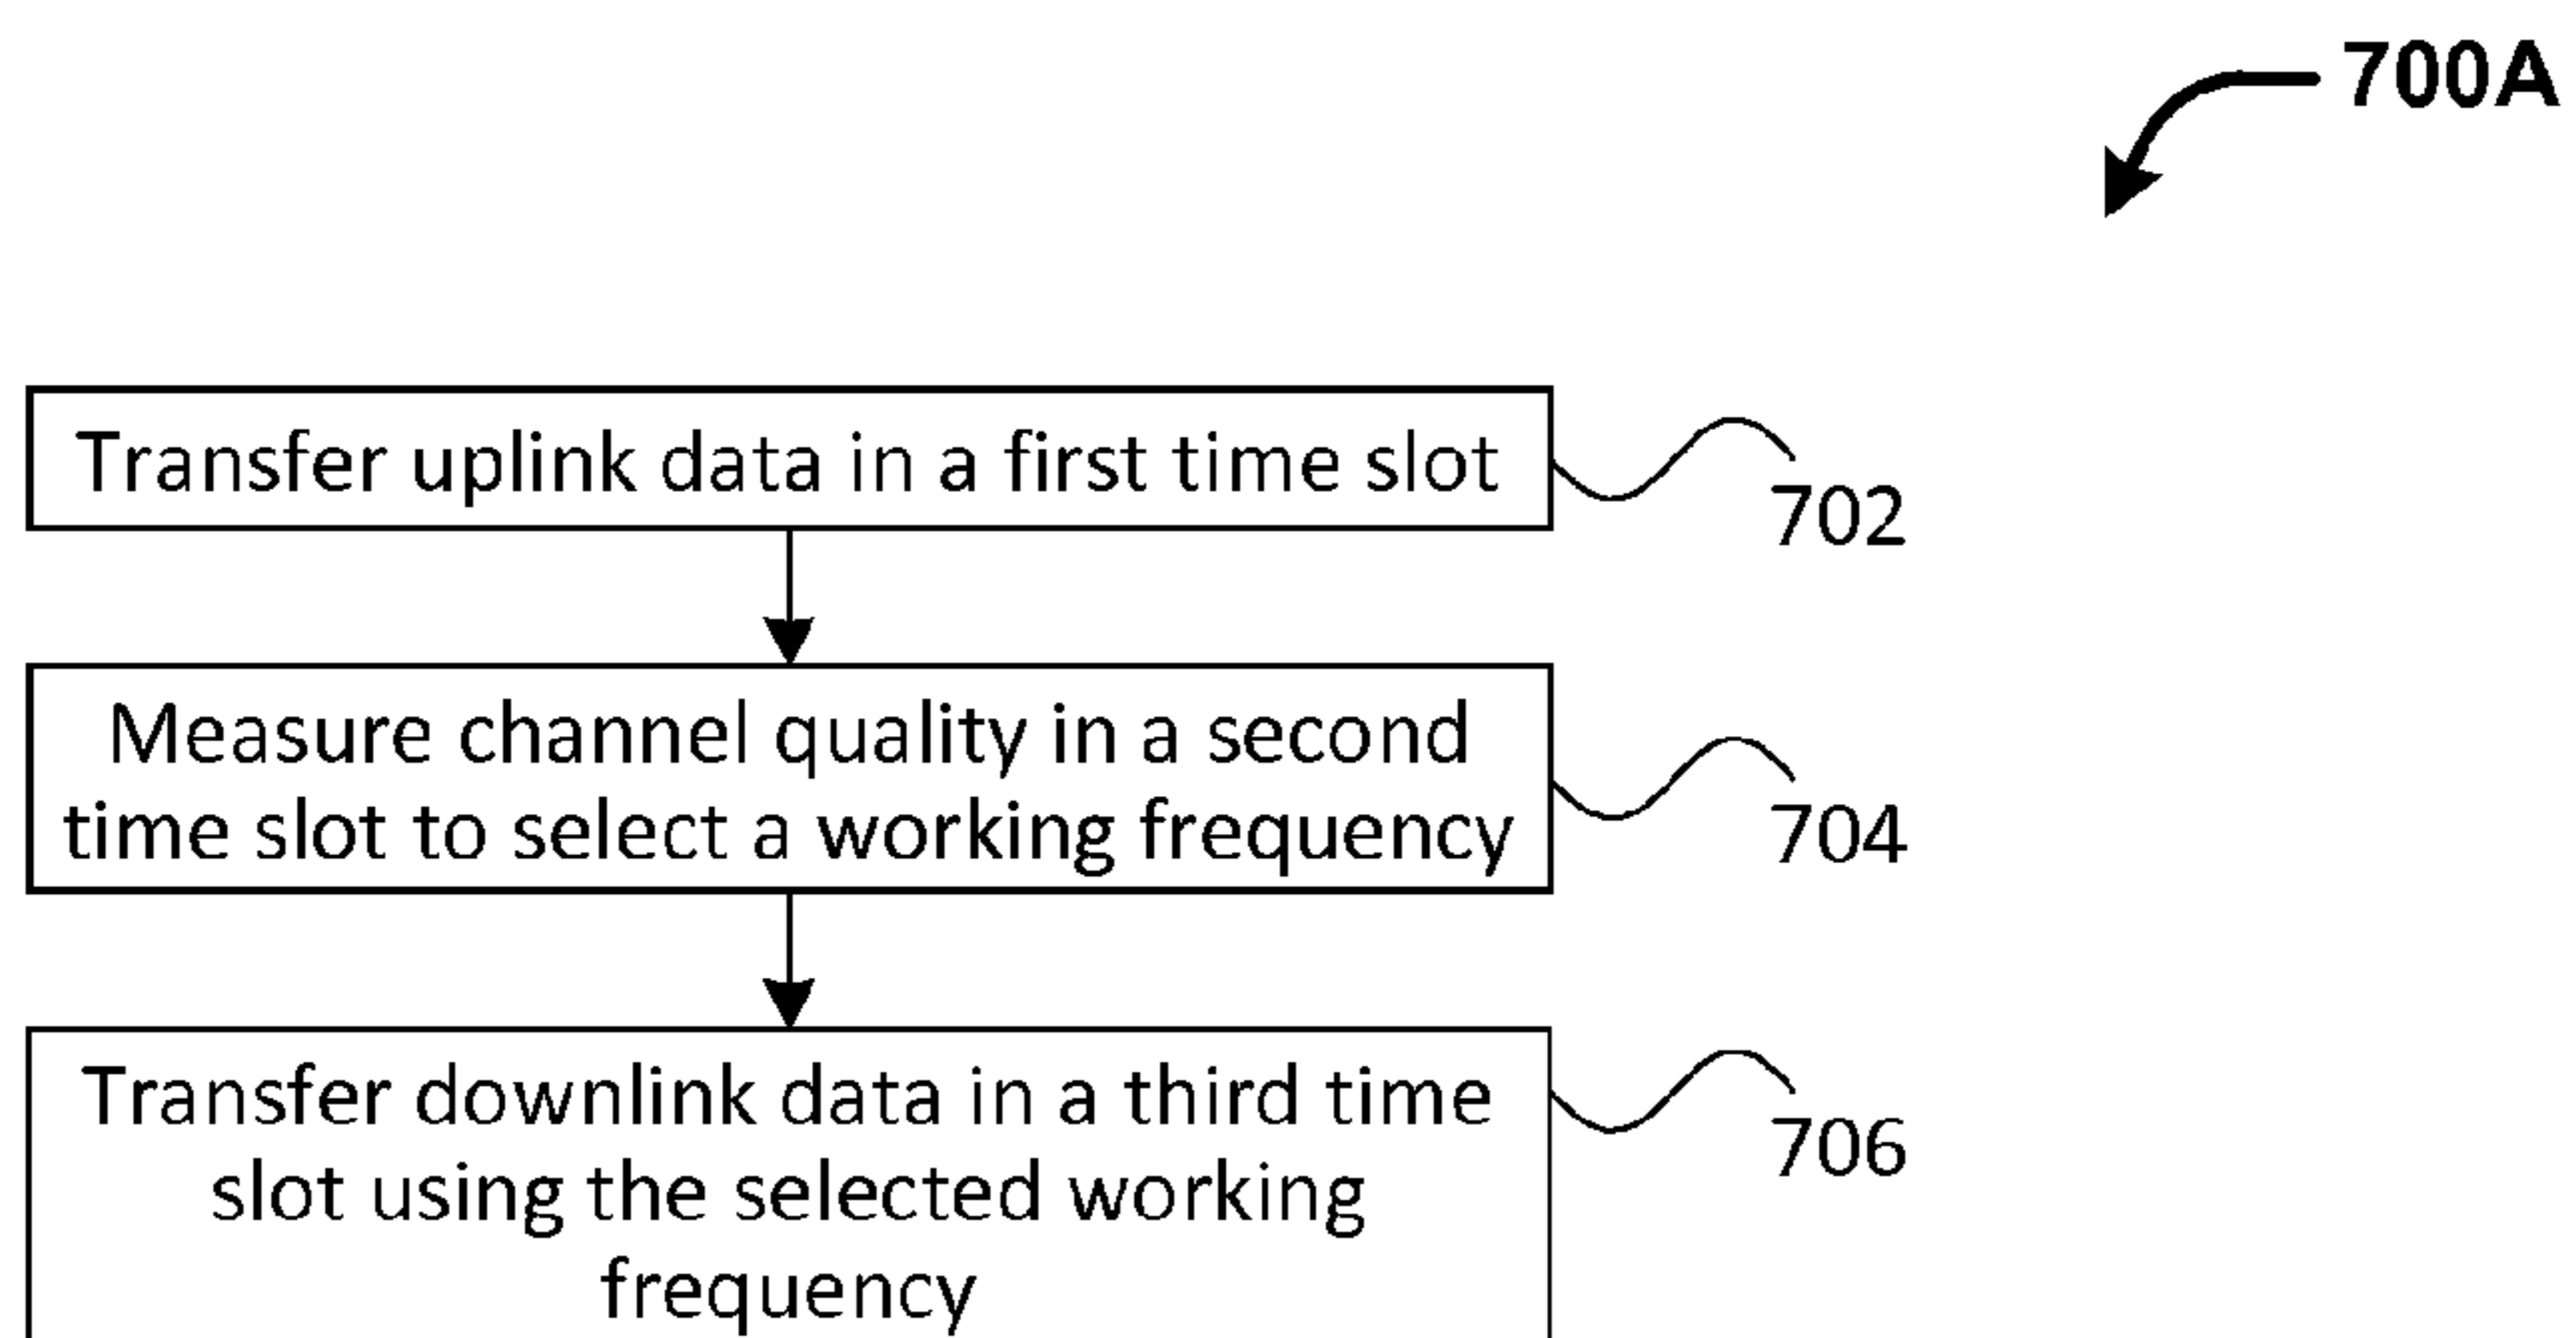 700A
Transfer uplink data in a first time slot
702
Measure channel quality in a second
time slot to select a working frequency
704
Transfer downlink data in a third time
slot using the selected working
frequency
706